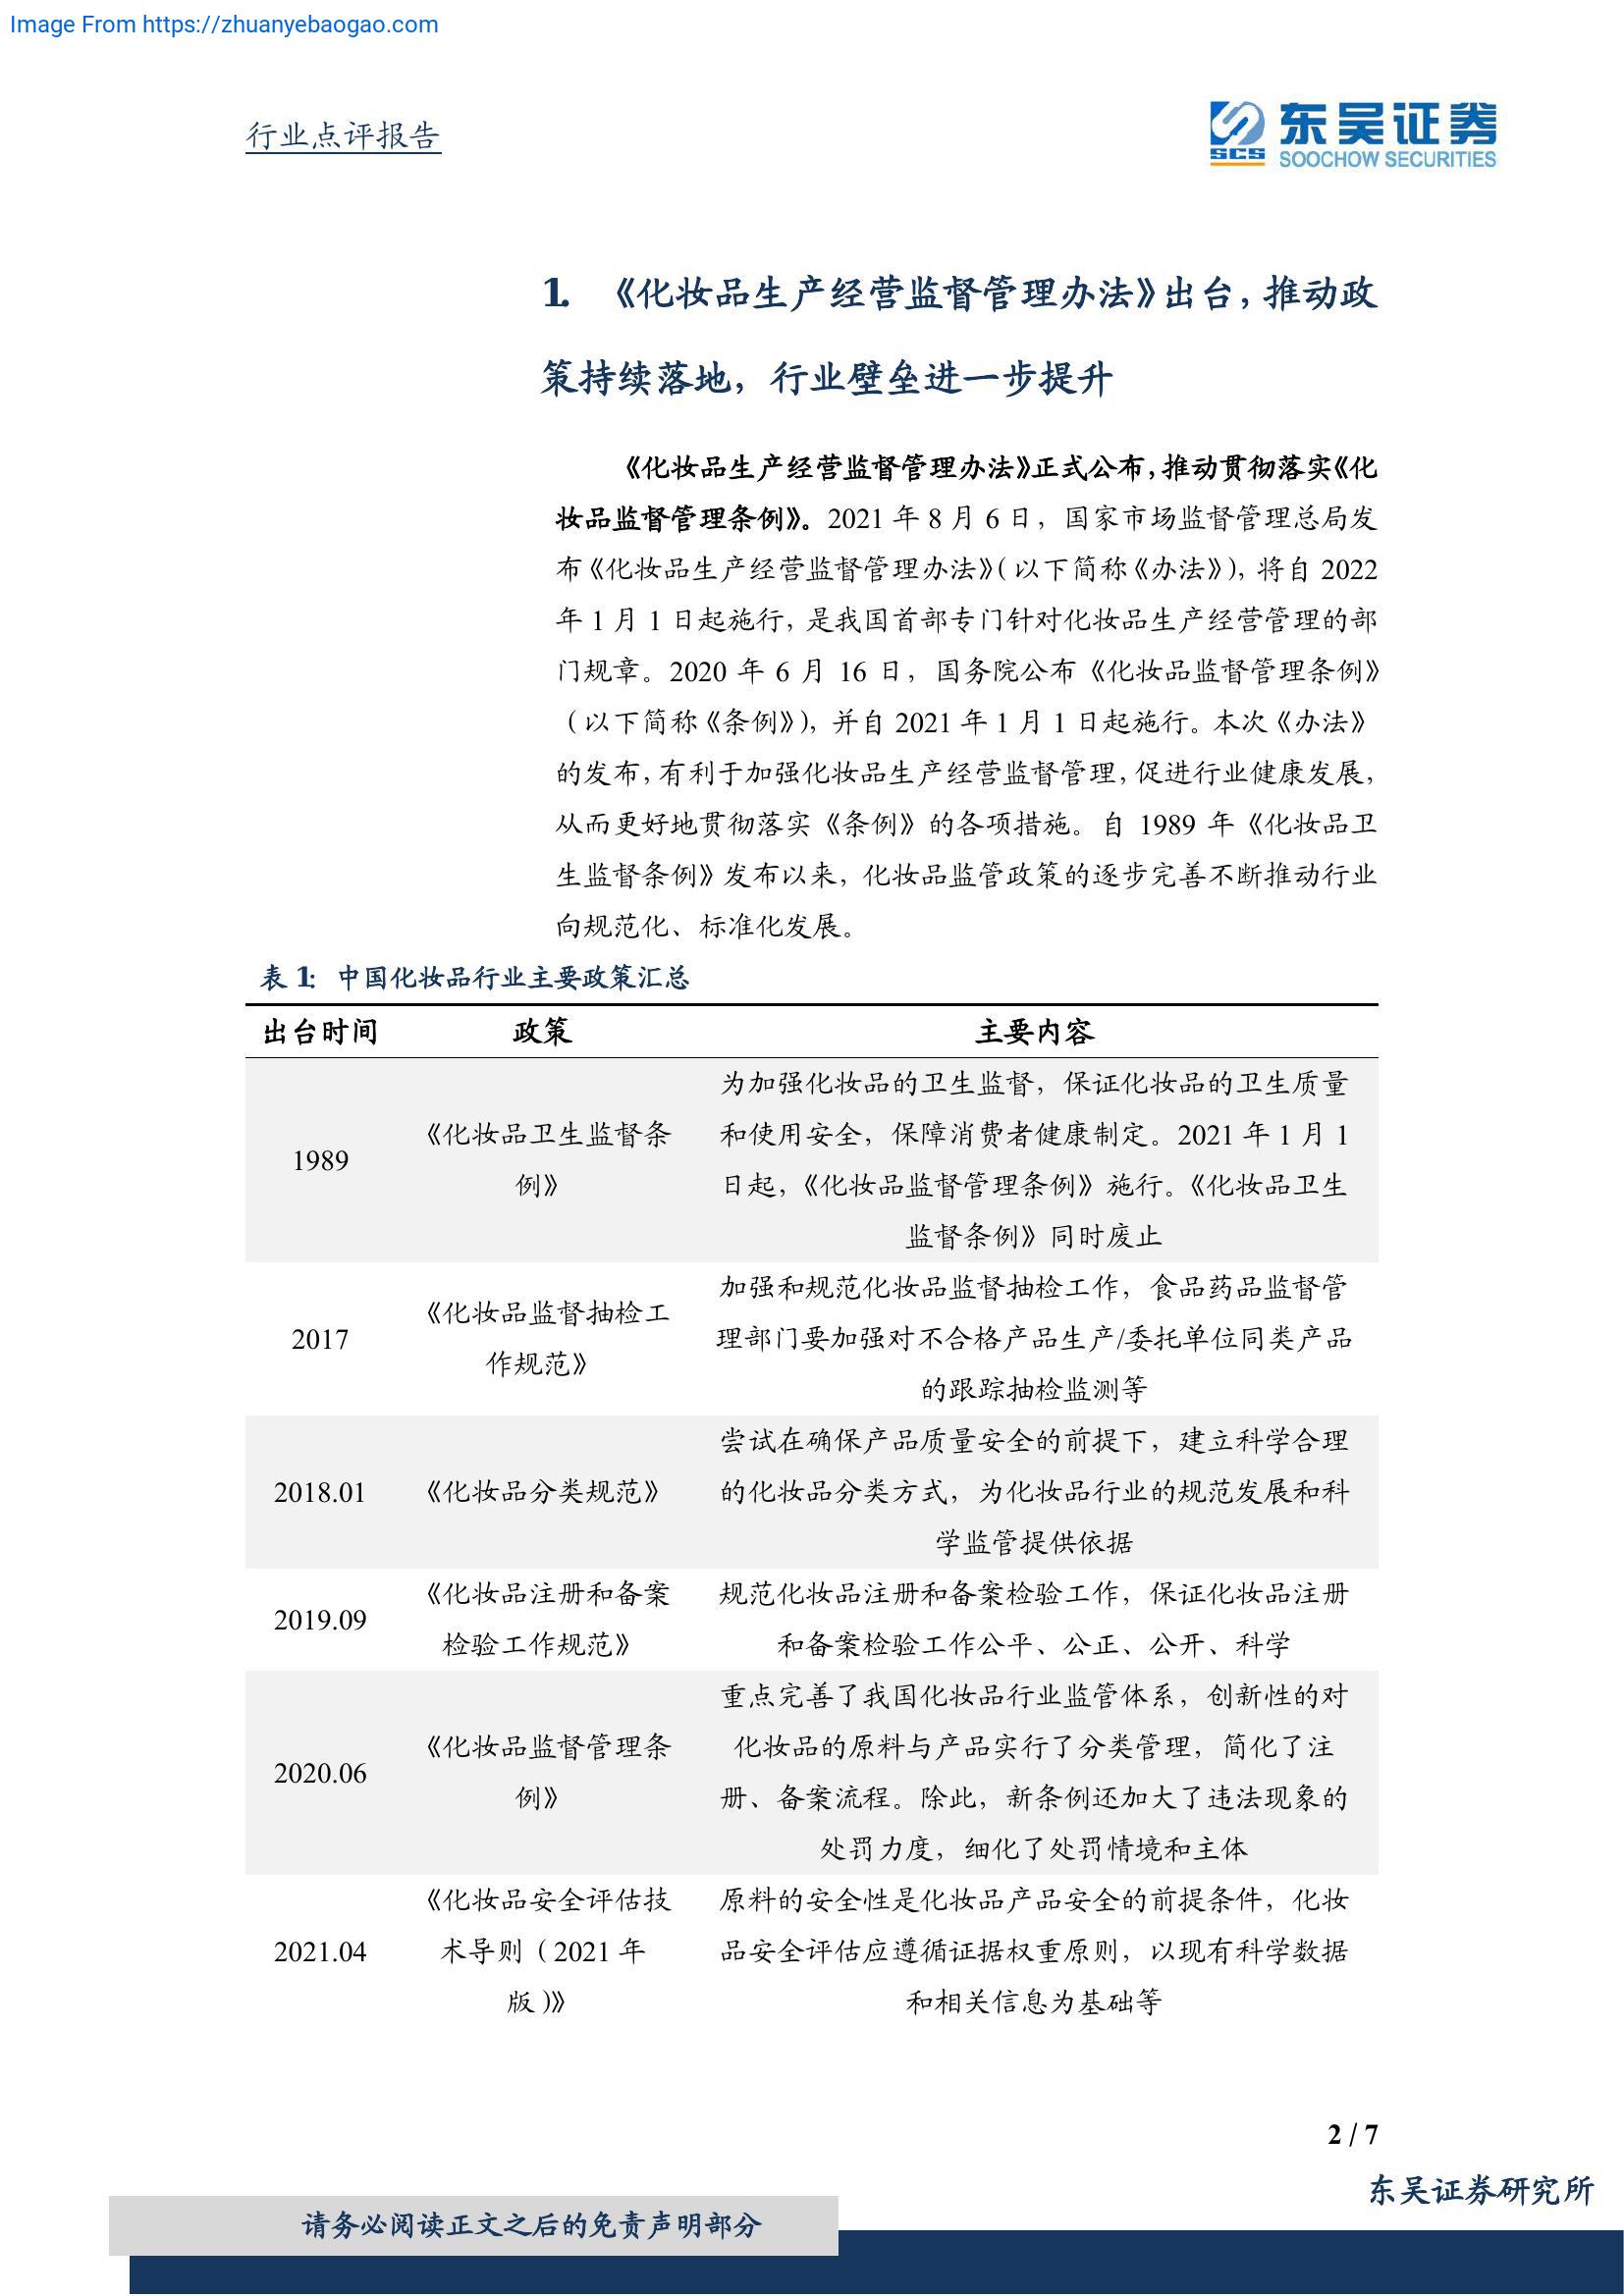 Image From https://zhuanyebaogao.com
行业点评报告
SCS 东吴证券
SOOCHOW SECURITIES
1. 《化妆品生产经营监督管理办法》出台，推动政
策持续落地，行业壁垒进一步提升
《化妆品生产经营监督管理办法》正式公布，推动贯彻落实《化
妆品监督管理条例》。2021 年 8 月 6 日，国家市场监督管理总局发
布《化妆品生产经营监督管理办法》（以下简称《办法》），将自 2022
年 1 月 1 日起施行，是我国首部专门针对化妆品生产经营管理的部
门规章。2020 年 6 月 16 日，国务院公布《化妆品监督管理条例》
（以下简称《条例》），并自 2021 年 1 月 1 日起施行。本次《办法》
的发布，有利于加强化妆品生产经营监督管理，促进行业健康发展，
从而更好地贯彻落实《条例》的各项措施。自 1989 年《化妆品卫
生监督条例》发布以来，化妆品监管政策的逐步完善不断推动行业
向规范化、标准化发展。
表 1： 中国化妆品行业主要政策汇总
出台时间 政策 主要内容
1989
《化妆品卫生监督条
例》
为加强化妆品的卫生监督，保证化妆品的卫生质量
和使用安全，保障消费者健康制定。2021 年 1 月 1
日起，《化妆品监督管理条例》施行。《化妆品卫生
监督条例》同时废止
2017
《化妆品监督抽检工
作规范》
加强和规范化妆品监督抽检工作，食品药品监督管
理部门要加强对不合格产品生产/委托单位同类产品
的跟踪抽检监测等
2018.01
《化妆品分类规范》
尝试在确保产品质量安全的前提下，建立科学合理
的化妆品分类方式，为化妆品行业的规范发展和科
学监管提供依据
2019.09
《化妆品注册和备案
检验工作规范》
规范化妆品注册和备案检验工作，保证化妆品注册
和备案检验工作公平、公正、公开、科学
2020.06
《化妆品监督管理条
例》
重点完善了我国化妆品行业监管体系，创新性的对
化妆品的原料与产品实行了分类管理，简化了注
册、备案流程。除此，新条例还加大了违法现象的
处罚力度，细化了处罚情境和主体
2021.04
《化妆品安全评估技
术导则（2021 年
版）》
原料的安全性是化妆品产品安全的前提条件，化妆
品安全评估应遵循证据权重原则，以现有科学数据
和相关信息为基础等
2 / 7
东吴证券研究所
请务必阅读正文之后的免责声明部分